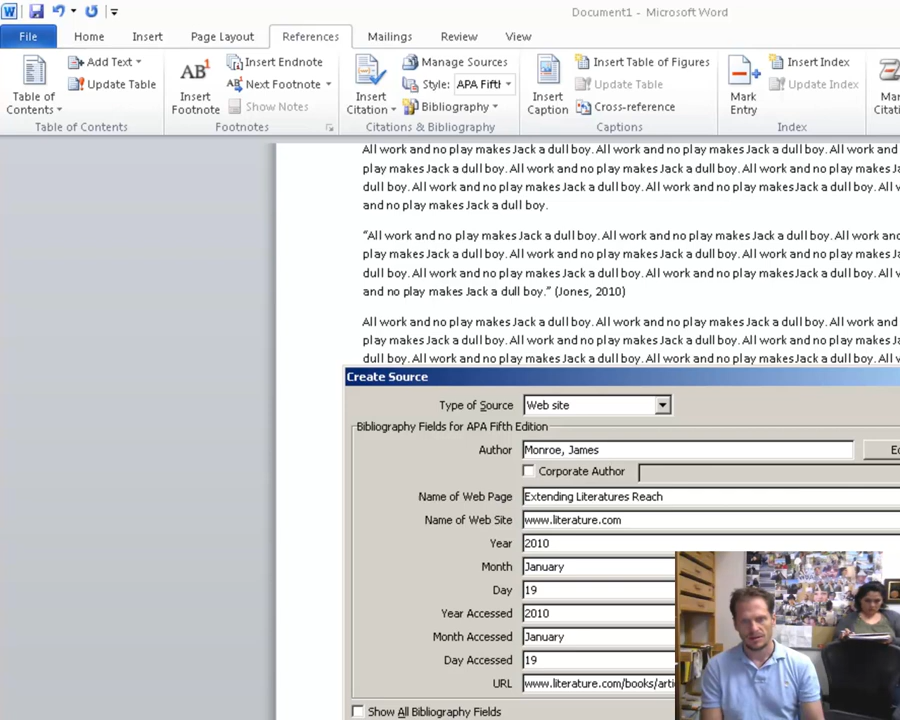 Document1 - Microsoft Word
File Home Insert Page Layout References Mailings Review View
Table of Contents
Add Text
Update Table
Table of Contents
AB¹ Insert Footnote
Insert Endnote
Next Footnote
Show Notes
Footnotes
Insert Citation
Manage Sources
Style: APA Fifth
Bibliography
Citations & Bibliography
Insert Caption
Insert Table of Figures
Update Table
Cross-reference
Captions
Mark Entry
Insert Index
Update Index
Index
All work and no play makes Jack a dull boy. All work and no play makes Jack a dull boy. All work and
play makes Jack a dull boy. All work and no play makes Jack a dull boy. All work and no play makes
dull boy. All work and no play makes Jack a dull boy. All work and no play makes Jack a dull boy.
and no play makes Jack a dull boy.
“All work and no play makes Jack a dull boy. All work and no play makes Jack a dull boy. All work and
play makes Jack a dull boy. All work and no play makes Jack a dull boy. All work and no play makes
dull boy. All work and no play makes Jack a dull boy. All work and no play makes Jack a dull boy.
and no play makes Jack a dull boy.” (Jones, 2010)
All work and no play makes Jack a dull boy. All work and no play makes Jack a dull boy. All work and
play makes Jack a dull boy. All work and no play makes Jack a dull boy. All work and no play makes
dull boy. All work and no play makes Jack a dull boy. All work and no play makes Jack a dull boy.
Create Source
Type of Source Web site
Bibliography Fields for APA Fifth Edition
Author Monroe, James
Corporate Author
Name of Web Page Extending Literatures Reach
Name of Web Site www.literature.com
Year 2010
Month January
Day 19
Year Accessed 2010
Month Accessed January
Day Accessed 19
URL www.literature.com/books/arti
Show All Bibliography Fields